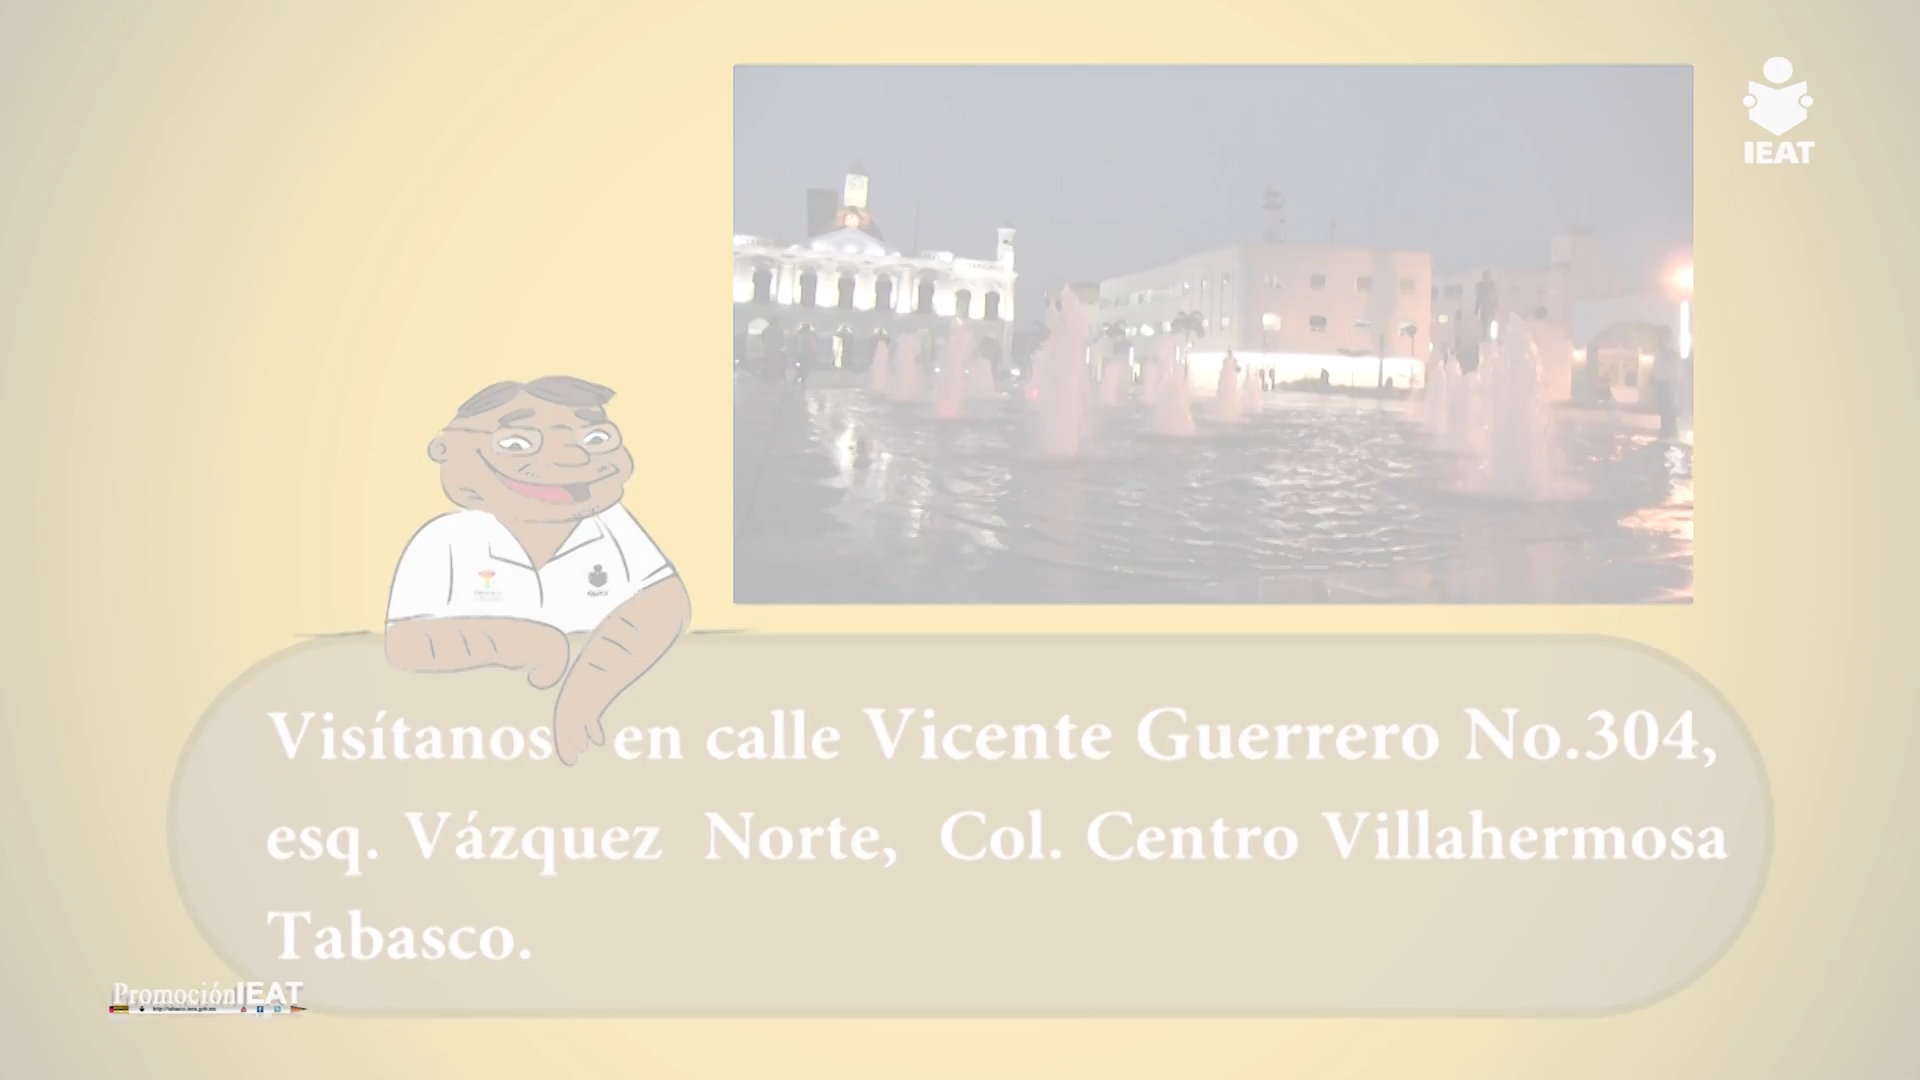 IEAT
Visítanos en calle Vicente Guerrero No.304,
esq. Vázquez Norte, Col. Centro Villahermosa
Tabasco.
PromociónIEAT